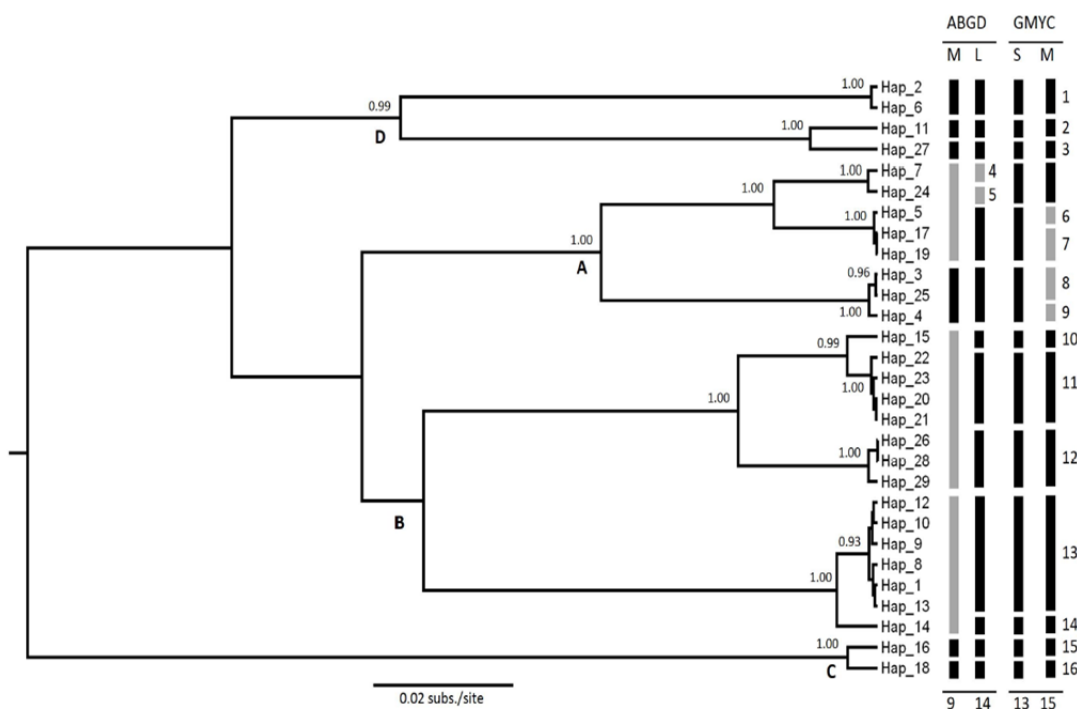 ABGD GMYC
M L S M
1.00 Hap_2
Hap_6 1
0.99
D
1.00 Hap_11 2
Hap_27 3
1.00 Hap_7 4
1.00 Hap_24 5
1.00 Hap_5 6
Hap_17
Hap_19 7
1.00
A
0.96 Hap_3
Hap_25 8
1.00 Hap_4 9
Hap_15 10
0.99
Hap_22
1.00 Hap_23 11
1.00 Hap_20
Hap_21
Hap_26
1.00 Hap_28 12
Hap_29
B
Hap_12
Hap_10
0.93 Hap_9
Hap_8 13
1.00 Hap_1
Hap_13
Hap_14 14
1.00 Hap_16 15
C Hap_18 16
0.02 subs./site
9 14 13 15